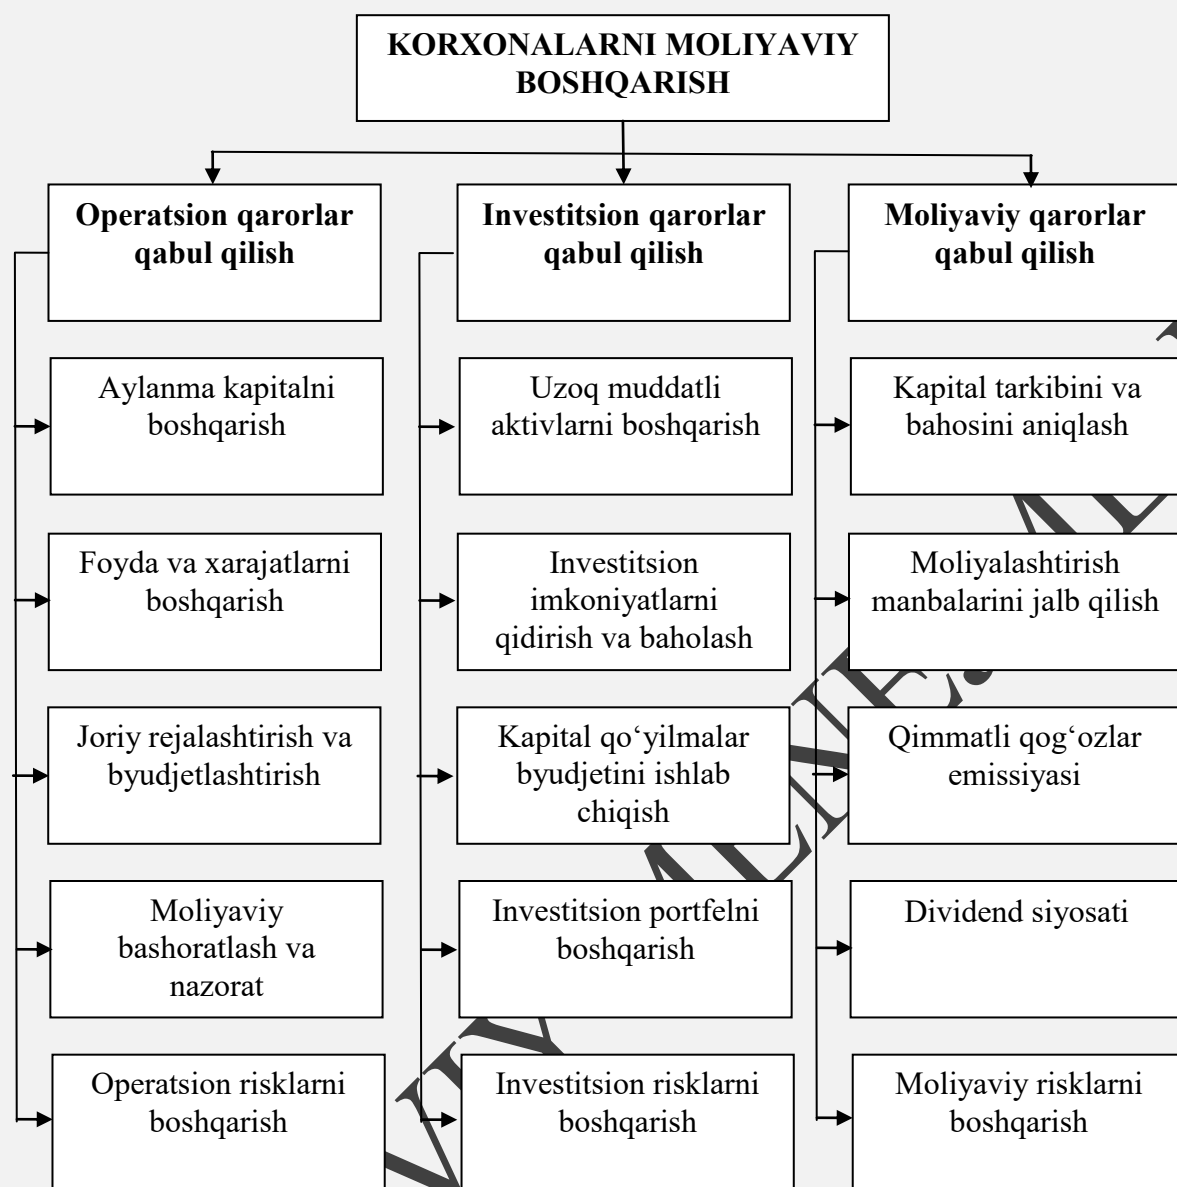 KORXONALARNI MOLIYAVIY
BOSHQARISH
Operatsion qarorlar
qabul qilish
Aylanma kapitalni
boshqarish
Foyda va xarajatlarni
boshqarish
Joriy rejalashtirish va
byudjetlashtirish
Moliyaviy
bashoratlash va
nazorat
Operatsion risklarni
boshqarish
Investitsion qarorlar
qabul qilish
Uzoq muddatli
aktivlarni boshqarish
Investitsion
imkoniyatlarni
qidirish va baholash
Kapital qo‘yilmalar
byudjetini ishlab
chiqish
Investitsion portfelni
boshqarish
Investitsion risklarni
boshqarish
Moliyaviy qarorlar
qabul qilish
Kapital tarkibini va
bahosini aniqlash
Moliyalashtirish
manbalarini jalb qilish
Qimmatli qog‘ozlar
emissiyasi
Dividend siyosati
Moliyaviy risklarni
boshqarish